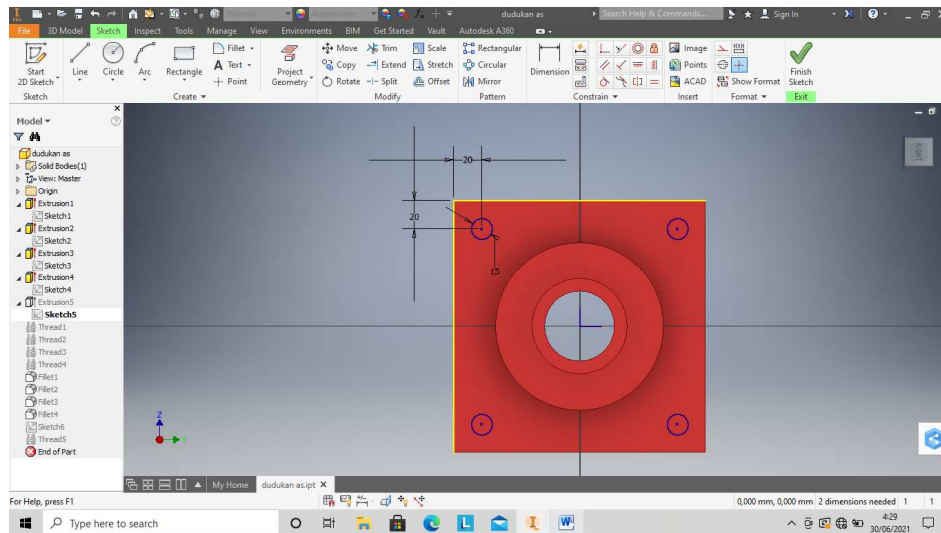 dudukan as
Search Help & Commands...
Sign In
File 3D Model Sketch Inspect Tools Manage View Environments BIM Get Started Vault Autodesk A360
Start
2D Sketch
Line
Circle
Arc
Rectangle
Fillet
Text
Point
Project
Geometry
Move
Copy
Rotate
Trim
Extend
Split
Scale
Stretch
Offset
Rectangular
Circular
Mirror
Dimension
Image
Points
ACAD
Show Format
Finish
Sketch
Sketch
Create
Modify
Pattern
Constrain
Insert
Format
Exit
Model
dudukan as
Solid Bodies(1)
View: Master
Origin
Extrusion1
Sketch1
Extrusion2
Sketch2
Extrusion3
Sketch3
Extrusion4
Sketch4
Extrusion5
Sketch5
Thread1
Thread2
Thread3
Thread4
Fillet1
Fillet2
Fillet3
Fillet4
Sketch6
Thread5
End of Part
20
20
15
RIGHT
Z
Y
My Home
dudukan as.ipt
For Help, press F1
0,000 mm, 0,000 mm 2 dimensions needed 1 1
Type here to search
4:29
30/06/2021